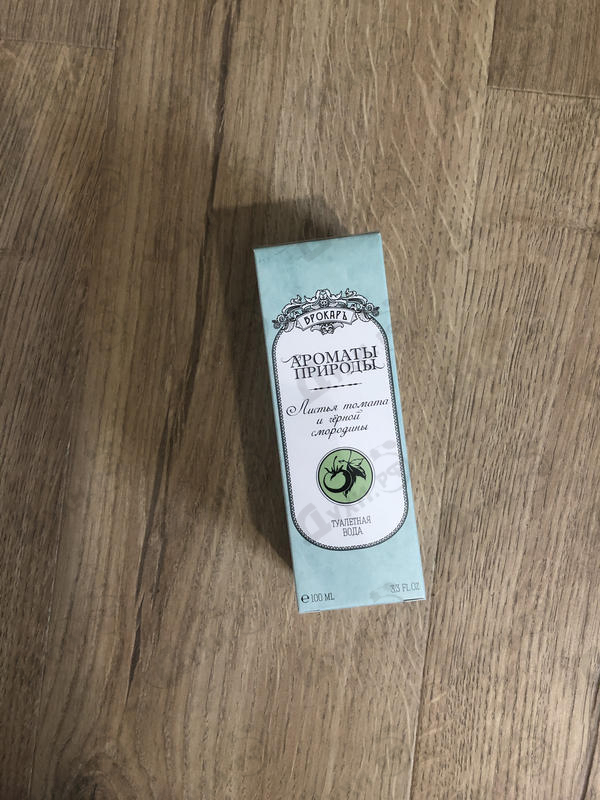 БРОКАРЪ
АРОМАТЫ
ПРИРОДЫ
Листья томата
и чёрной
смородины
ТУАЛЕТНАЯ
ВОДА
℮ 100 ML
3.3 FL.OZ